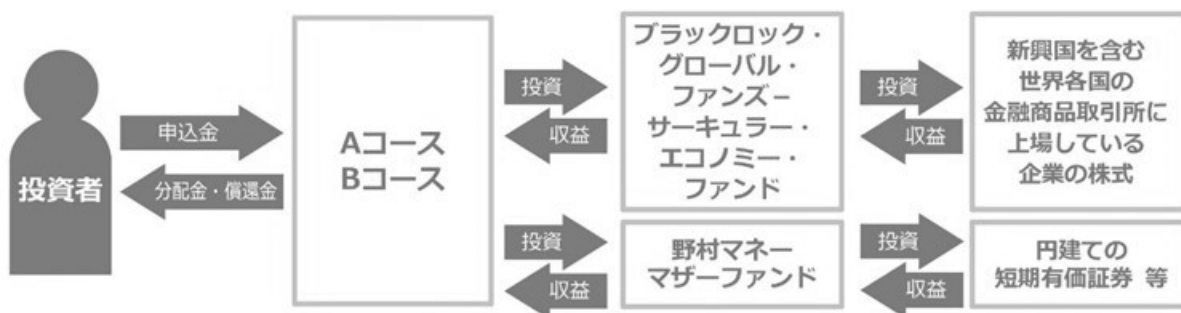 投資者
申込金
分配金・償還金
Aコース
Bコース
投資
収益
ブラックロック・
グローバル・
ファンズ－
サーキュラー・
エコノミー・
ファンド
投資
収益
新興国を含む
世界各国の
金融商品取引所に
上場している
企業の株式
投資
収益
野村マネー
マザーファンド
投資
収益
円建ての
短期有価証券 等